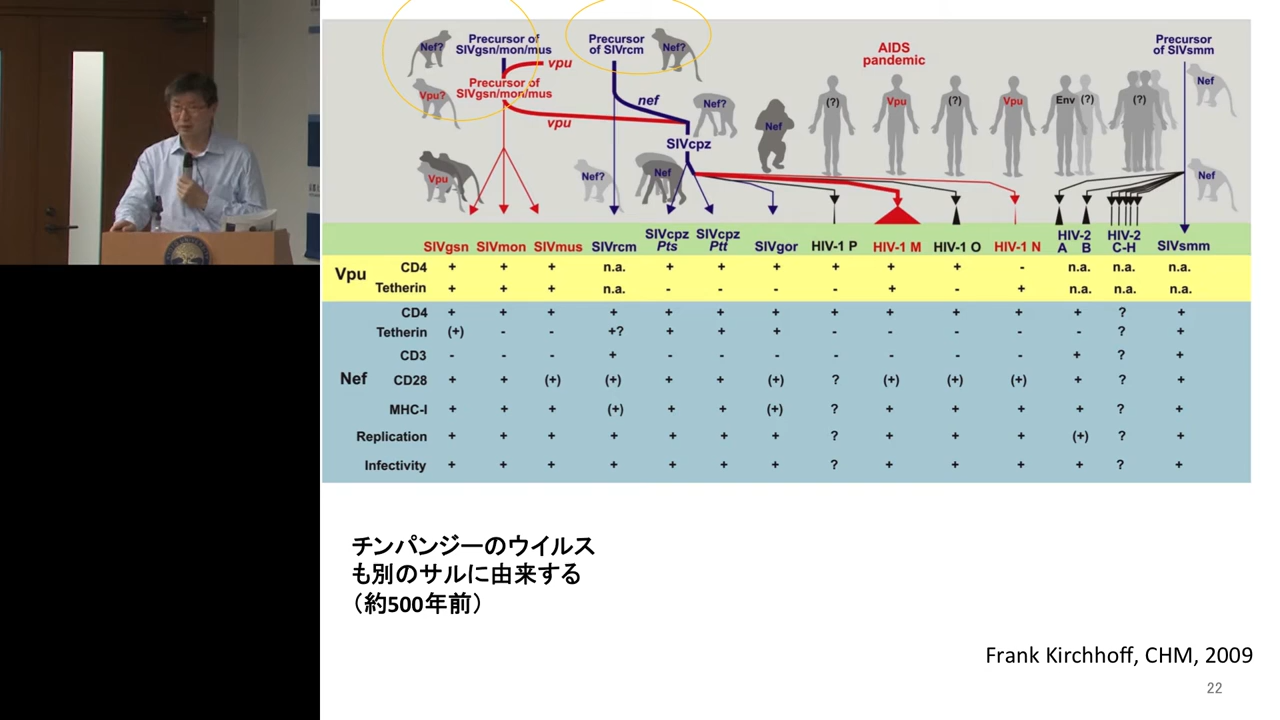 Precursor of
SIVgsn/mon/mus
Nef?
vpu
Precursor of
SIVgsn/mon/mus
Vpu?
vpu
Vpu
Precursor
of SIVrcm
Nef?
nef
Nef?
SIVcpz
Nef?
Nef
Nef
AIDS
pandemic
(?)
Vpu
(?)
Vpu
Env (?)
(?)
Precursor
of SIVsmm
Nef
Nef
SIVgsn SIVmon SIVmus SIVrcm SIVcpz Pts SIVcpz Ptt SIVgor HIV-1 P HIV-1 M HIV-1 O HIV-1 N HIV-2 A B HIV-2 C-H SIVsmm
Vpu
CD4 + + + n.a. + + + + + + - n.a. n.a. n.a.
Tetherin + + + n.a. - - - - + - + n.a. n.a. n.a.
Nef
CD4 + + + + + + + + + + + + ? +
Tetherin (+) - - +? + + + - - - - - ? +
CD3 - - - + - - - - - - - + ? +
CD28 + + (+) (+) + + (+) ? (+) (+) (+) + ? +
MHC-I + + + (+) + + (+) ? + + + + ? +
Replication + + + + + + + ? + + + (+) ? +
Infectivity + + + + + + + ? + + + + ? +
チンパンジーのウイルス
も別のサルに由来する
（約500年前）
Frank Kirchhoff, CHM, 2009
22